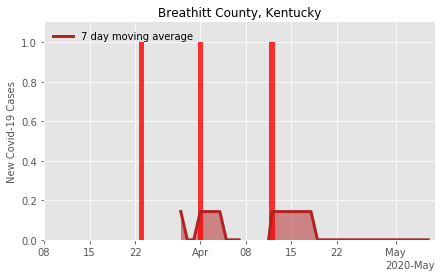 Breathitt County, Kentucky
7 day moving average
New Covid-19 Cases
1.0
0.8
0.6
0.4
0.2
0.0
08 15 22 Apr 08 15 22 May
2020-May